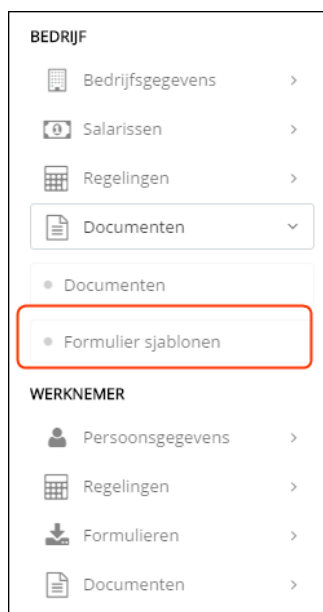 BEDRIJF
Bedrijfsgegevens
Salarissen
Regelingen
Documenten
Documenten
Formulier sjablonen
WERKNEMER
Persoonsgegevens
Regelingen
Formulieren
Documenten